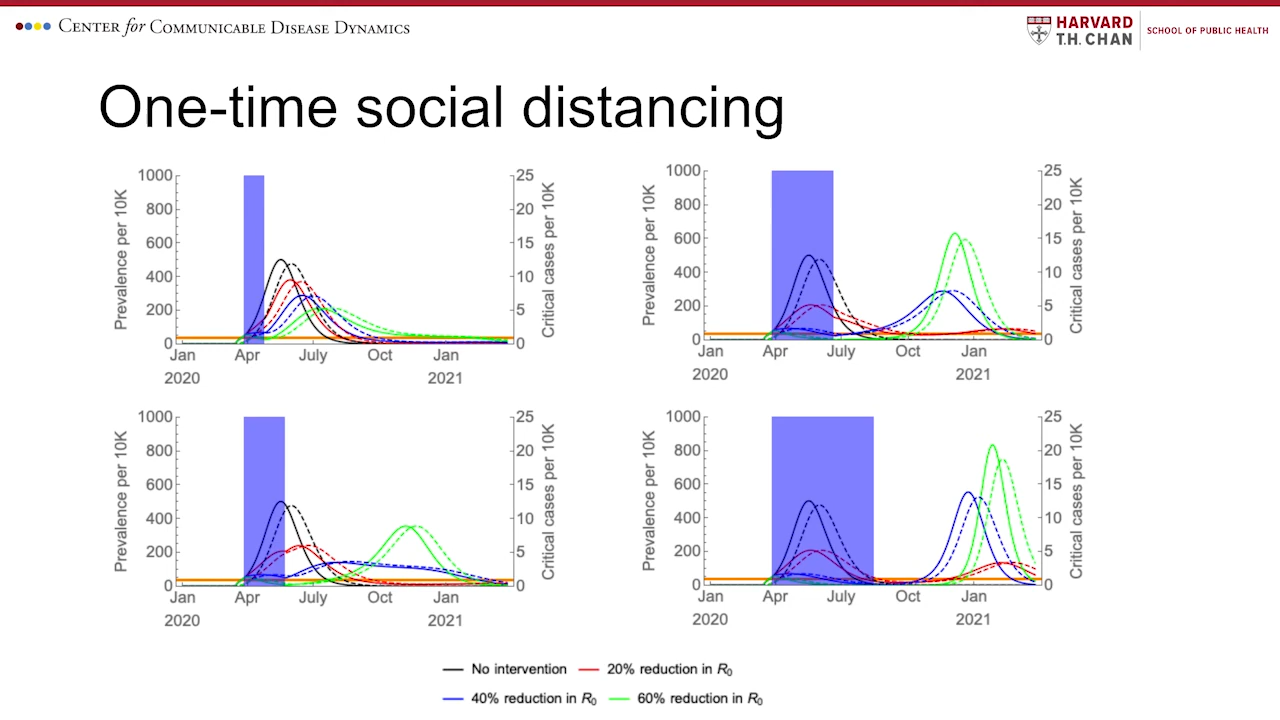 CENTER for COMMUNICABLE DISEASE DYNAMICS
HARVARD
T.H. CHAN
SCHOOL OF PUBLIC HEALTH
One-time social distancing
Prevalence per 10K
1000
800
600
400
200
0
25
20
15
10
5
0
Critical cases per 10K
Jan Apr July Oct Jan
2020 2021
Prevalence per 10K
1000
800
600
400
200
0
25
20
15
10
5
0
Critical cases per 10K
Jan Apr July Oct Jan
2020 2021
Prevalence per 10K
1000
800
600
400
200
0
25
20
15
10
5
0
Critical cases per 10K
Jan Apr July Oct Jan
2020 2021
Prevalence per 10K
1000
800
600
400
200
0
25
20
15
10
5
0
Critical cases per 10K
Jan Apr July Oct Jan
2020 2021
No intervention 20% reduction in R0
40% reduction in R0 60% reduction in R0